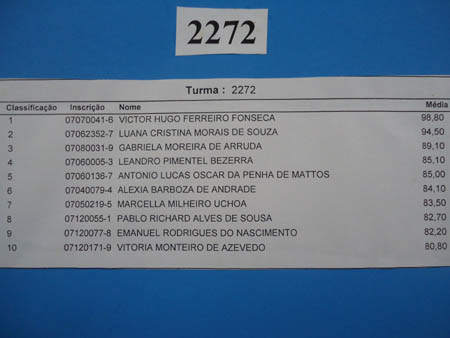 2272
Turma : 2272
Classificação Inscrição Nome Média
1 07070041-6 VICTOR HUGO FERREIRO FONSECA 98,80
2 07062352-7 LUANA CRISTINA MORAIS DE SOUZA 94,50
3 07080031-9 GABRIELA MOREIRA DE ARRUDA 89,10
4 07060005-3 LEANDRO PIMENTEL BEZERRA 85,10
5 07060136-7 ANTONIO LUCAS OSCAR DA PENHA DE MATTOS 85,00
6 07040079-4 ALEXIA BARBOZA DE ANDRADE 84,10
7 07050219-5 MARCELLA MILHEIRO UCHOA 83,50
8 07120055-1 PABLO RICHARD ALVES DE SOUSA 82,70
9 07120077-8 EMANUEL RODRIGUES DO NASCIMENTO 82,20
10 07120171-9 VITORIA MONTEIRO DE AZEVEDO 80,80